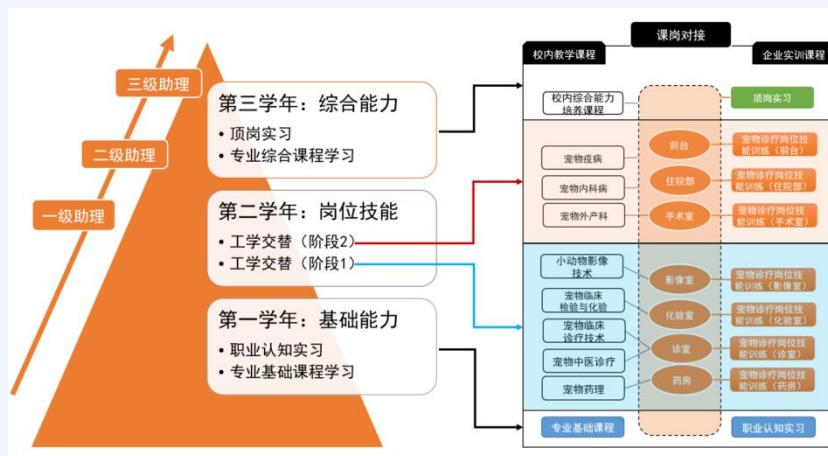 三级助理
二级助理
一级助理
第三学年：综合能力
• 顶岗实习
• 专业综合课程学习
第二学年：岗位技能
• 工学交替（阶段2）
• 工学交替（阶段1）
第一学年：基础能力
• 职业认知实习
• 专业基础课程学习
课岗对接
校内教学课程
企业实训课程
校内综合能力
培养课程
顶岗实习
宠物疫病
前台
宠物诊疗岗位技
能训练（前台）
宠物内科病
住院部
宠物诊疗岗位技
能训练（住院部）
宠物外产科
手术室
宠物诊疗岗位技
能训练（手术室）
小动物影像
技术
影像室
宠物诊疗岗位技
能训练（影像室）
宠物临床
检验与化验
化验室
宠物诊疗岗位技
能训练（化验室）
宠物临床
诊疗技术
宠物中医诊疗
诊室
宠物诊疗岗位技
能训练（诊室）
宠物药理
药房
宠物诊疗岗位技
能训练（药房）
专业基础课程
职业认知实习